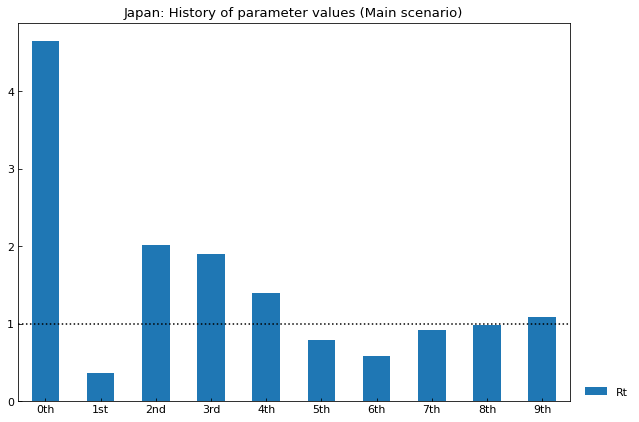 Japan: History of parameter values (Main scenario)
4
3
2
1
0
0th 1st 2nd 3rd 4th 5th 6th 7th 8th 9th
Rt